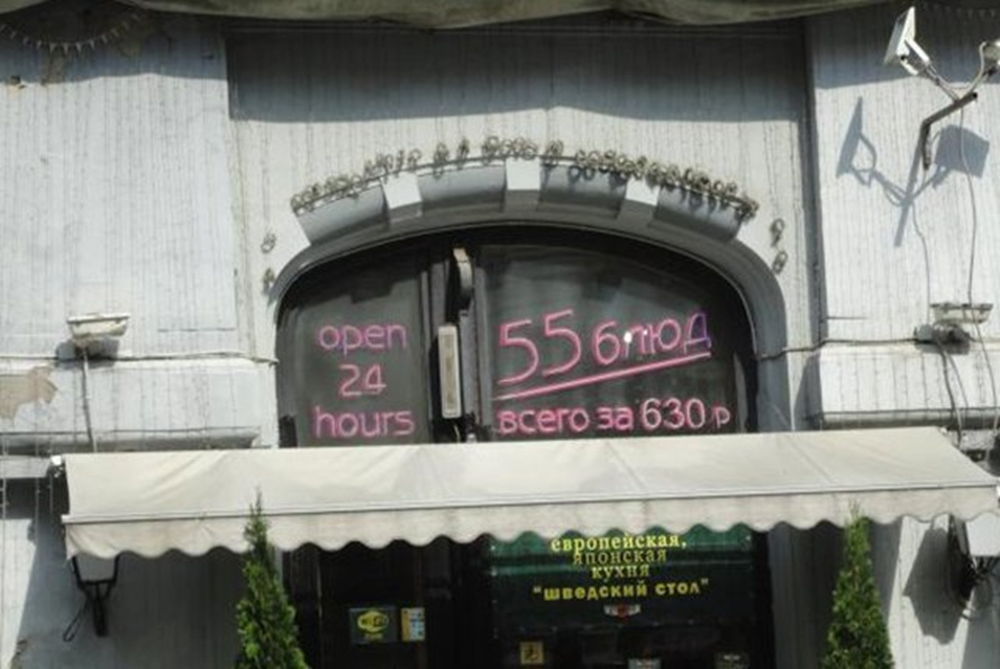 open
24
hours
55 блюд
всего за 630 р
европейская,
японская
кухня
"шведский стол"